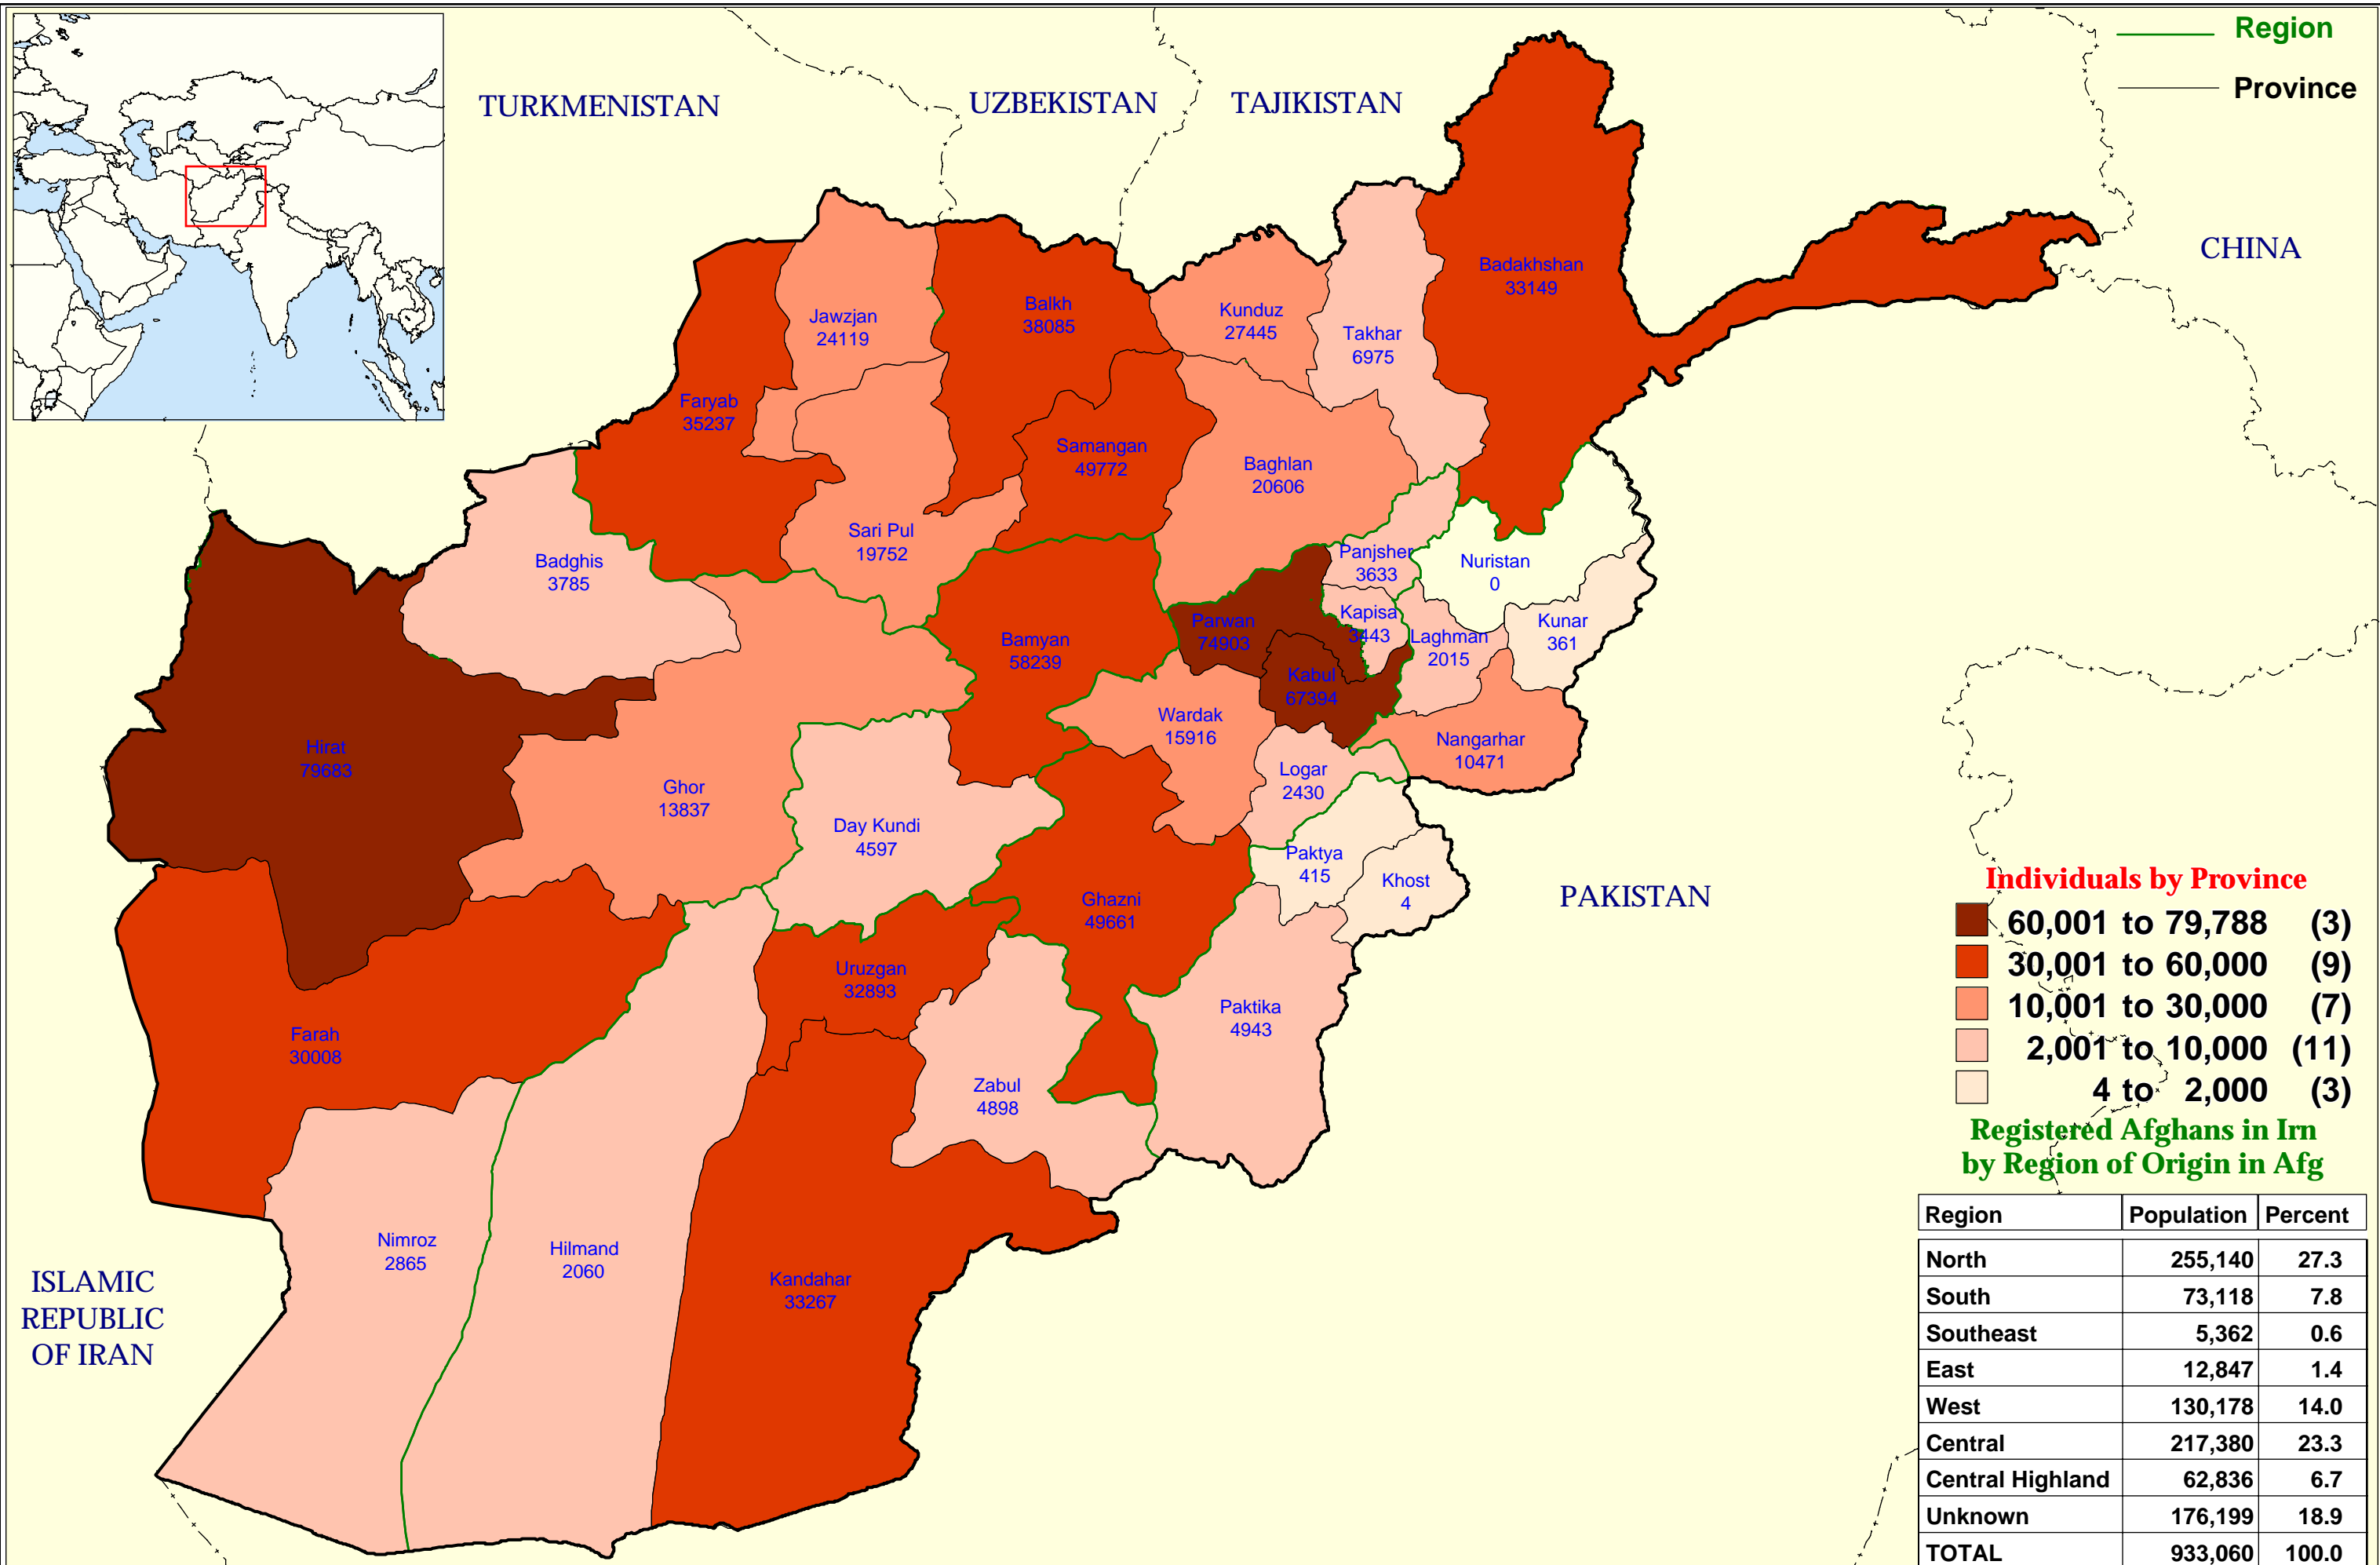 Region
Province
TURKMENISTAN
UZBEKISTAN
TAJIKISTAN
CHINA
Badakhshan
33149
Jawzjan
24119
Balkh
38085
Kunduz
27445
Takhar
6975
Faryab
35237
Samangan
49772
Baghlan
20606
Sari Pul
19752
Badghis
3785
Panjsher
3633
Nuristan
0
Kapisa
3443
Parwan
74903
Laghman
2015
Kunar
361
Bamyan
58239
Kabul
67394
Wardak
15916
Nangarhar
10471
Hirat
79683
Ghor
13837
Logar
2430
Day Kundi
4597
Paktya
415
Khost
4
Ghazni
49661
PAKISTAN
Uruzgan
32893
Paktika
4943
Farah
30008
Zabul
4898
Nimroz
2865
Hilmand
2060
Kandahar
33267
ISLAMIC
REPUBLIC
OF IRAN
Individuals by Province
60,001 to 79,788 (3)
30,001 to 60,000 (9)
10,001 to 30,000 (7)
2,001 to 10,000 (11)
4 to 2,000 (3)
Registered Afghans in Irn
by Region of Origin in Afg
Region Population Percent
North 255,140 27.3
South 73,118 7.8
Southeast 5,362 0.6
East 12,847 1.4
West 130,178 14.0
Central 217,380 23.3
Central Highland 62,836 6.7
Unknown 176,199 18.9
TOTAL 933,060 100.0